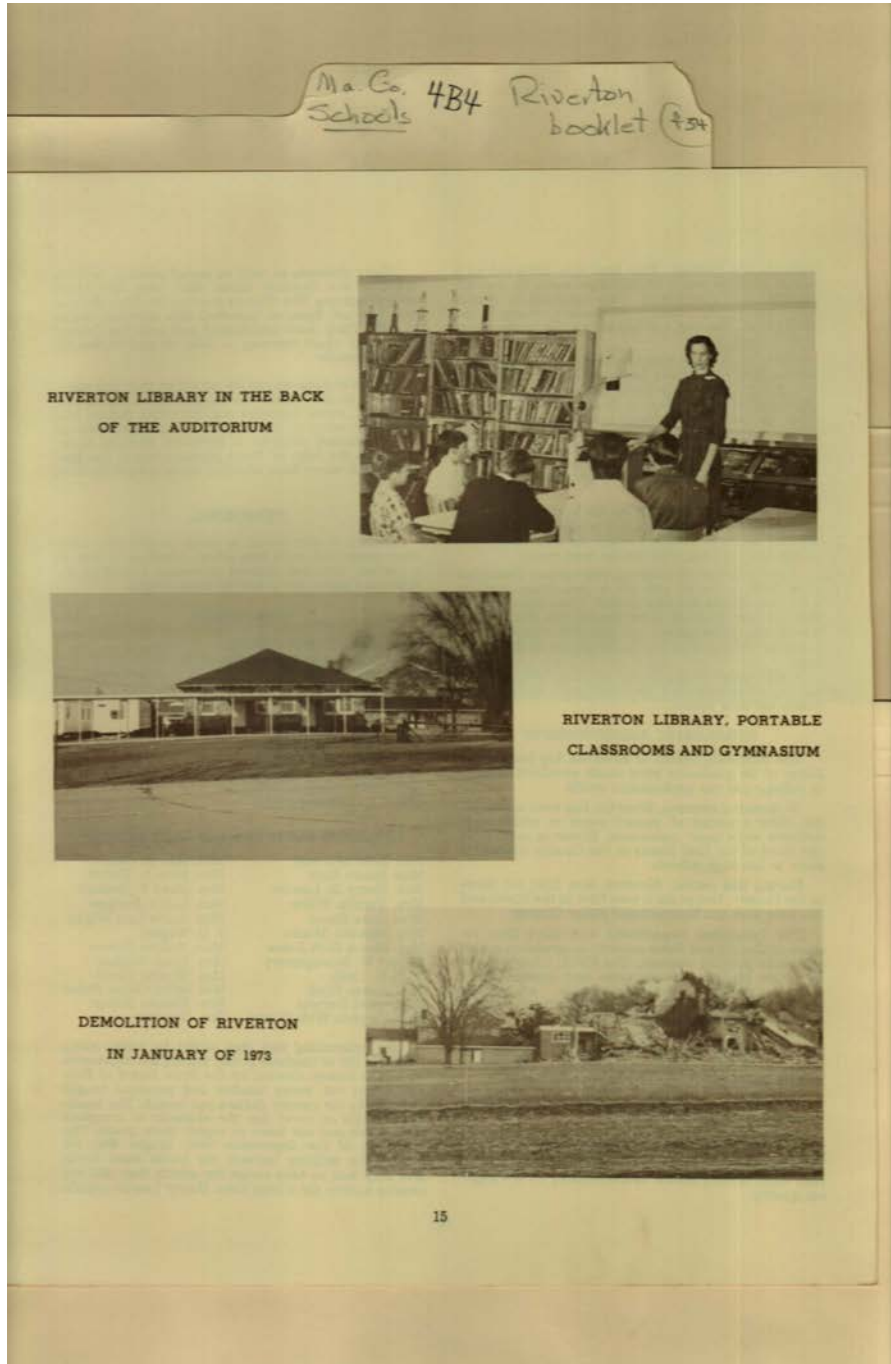 Ma. Co. 4B4 Riverton
Schools booklet
RIVERTON LIBRARY IN THE BACK
OF THE AUDITORIUM
RIVERTON LIBRARY, PORTABLE
CLASSROOMS AND GYMNASIUM
DEMOLITION OF RIVERTON
IN JANUARY OF 1973
15